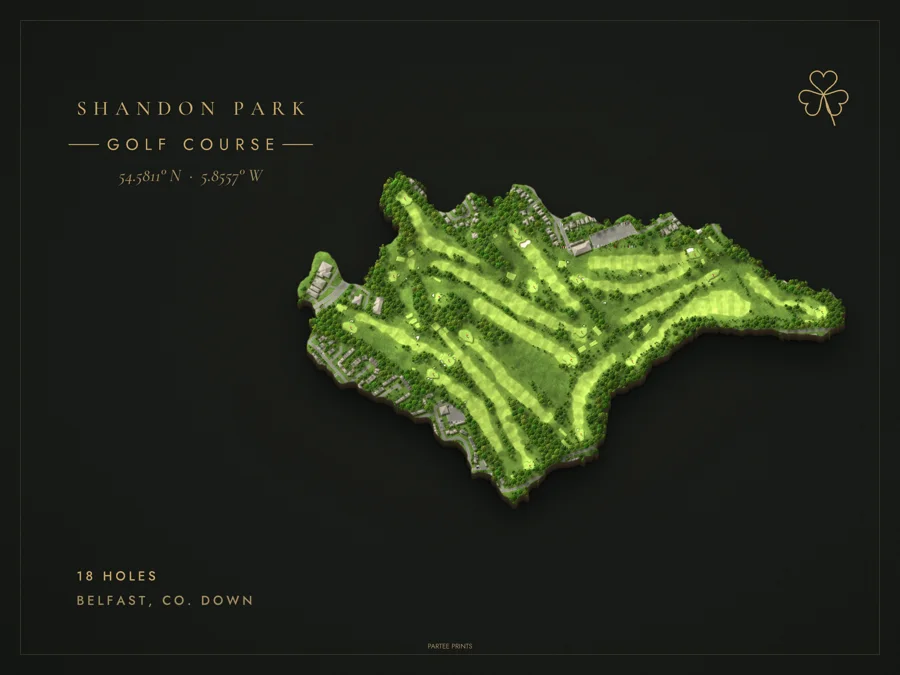 SHANDON PARK
GOLF COURSE
54.5811° N · 5.8557° W
18 HOLES
BELFAST, CO. DOWN
PARTEE PRINTS